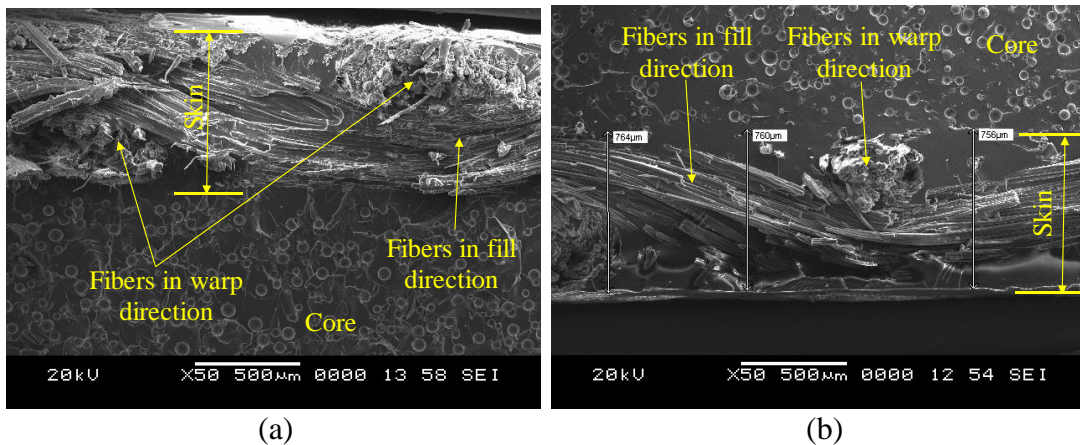 Skin
Fibers in warp
direction
Fibers in fill
direction
Core
20kV X50 500μm 0000 13 58 SEI
(a)
Fibers in fill
direction
Fibers in warp
direction
Core
764μm
760μm
756μm
Skin
20kV X50 500μm 0000 12 54 SEI
(b)